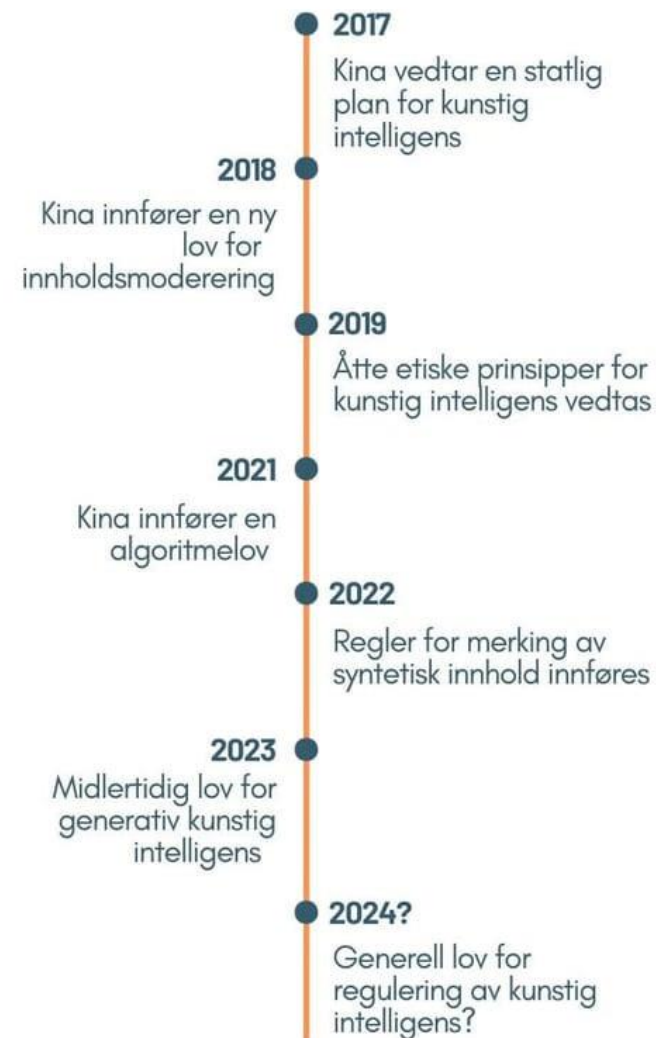 2017
Kina vedtar en statlig
plan for kunstig
intelligens
2018
Kina innfører en ny
lov for
innholdsmoderering
2019
Åtte etiske prinsipper for
kunstig intelligens vedtas
2021
Kina innfører en
algoritmelov
2022
Regler for merking av
syntetisk innhold innføres
2023
Midlertidig lov for
generativ kunstig
intelligens
2024?
Generell lov for
regulering av kunstig
intelligens?